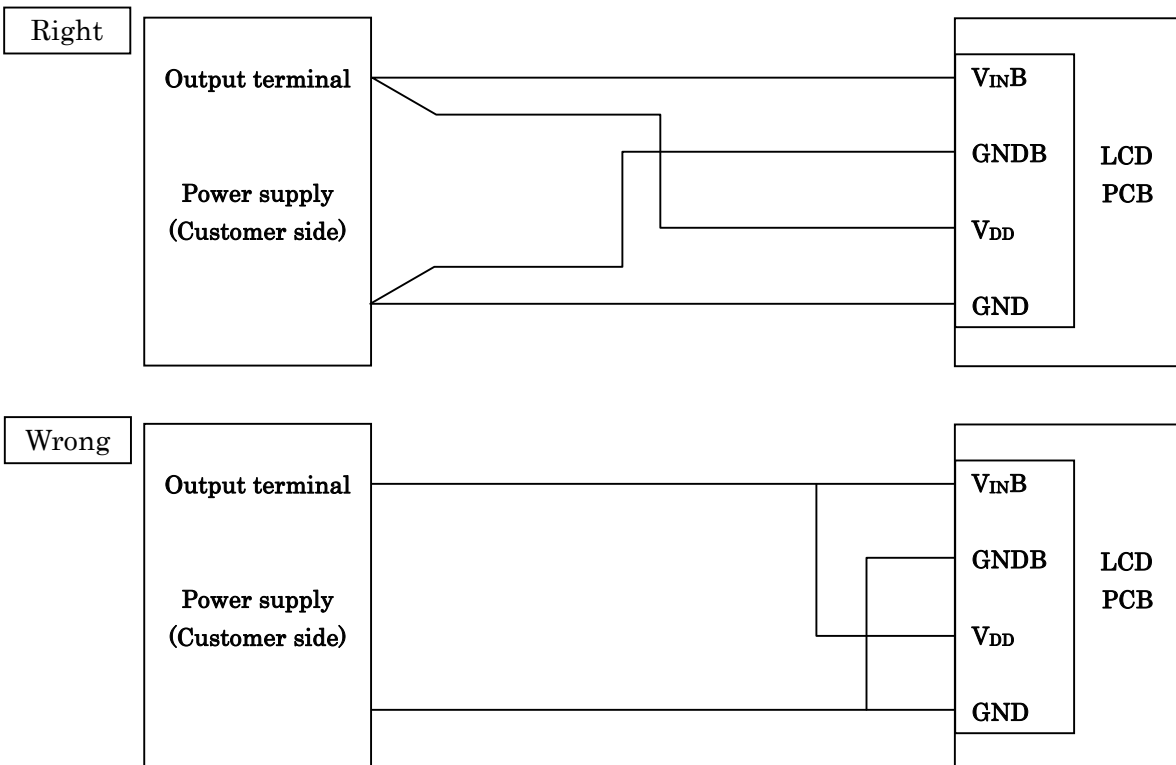 Right
Output terminal
Power supply
(Customer side)
VINB
GNDB
VDD
GND
LCD
PCB
Wrong
Output terminal
Power supply
(Customer side)
VINB
GNDB
VDD
GND
LCD
PCB